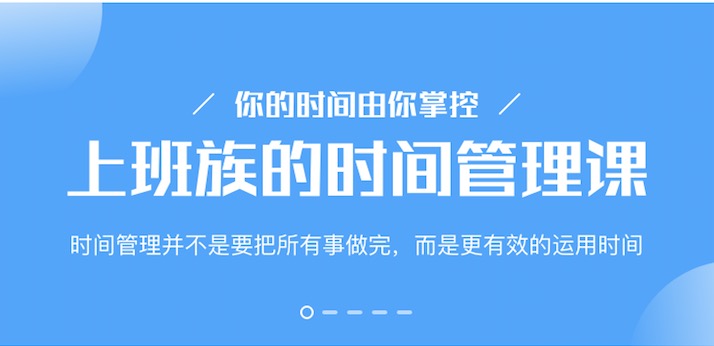 你的时间由你掌控
上班族的时间管理课
时间管理并不是要把所有事做完，而是更有效的运用时间